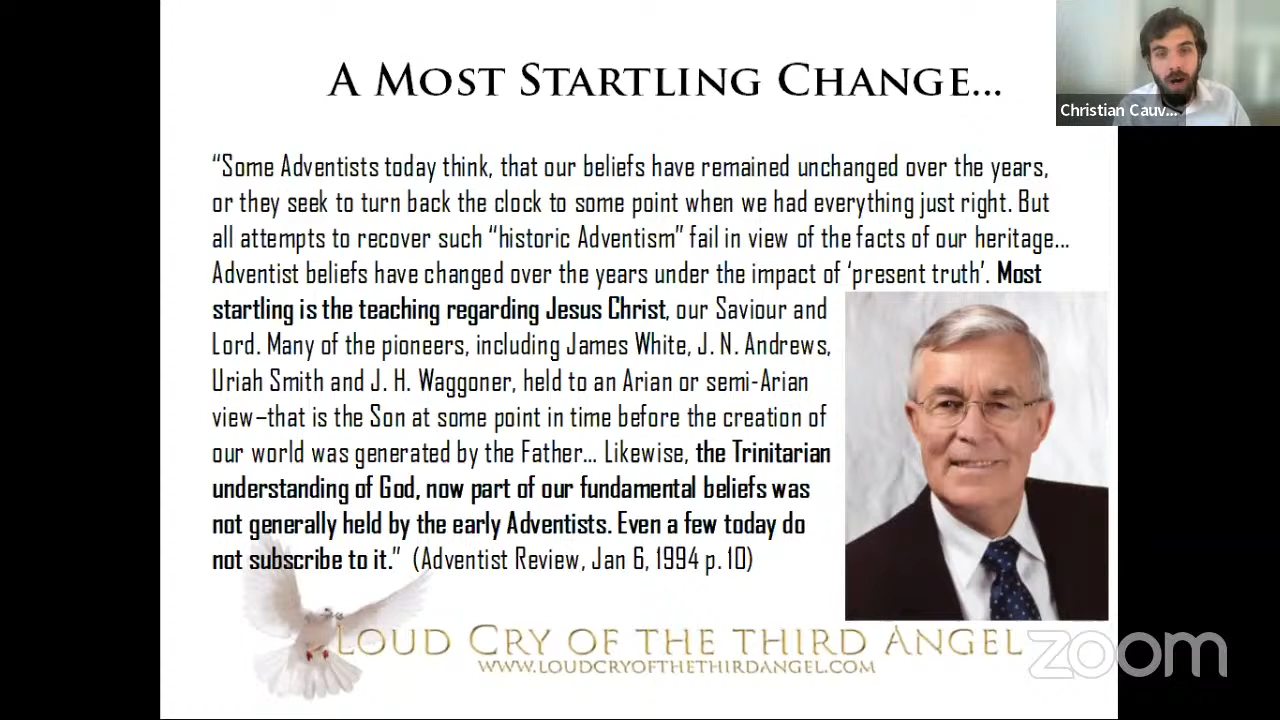 A Most Startling Change...
Christian Cauv...
“Some Adventists today think, that our beliefs have remained unchanged over the years,
or they seek to turn back the clock to some point when we had everything just right. But
all attempts to recover such “historic Adventism” fail in view of the facts of our heritage...
Adventist beliefs have changed over the years under the impact of ‘present truth’. Most
startling is the teaching regarding Jesus Christ, our Saviour and
Lord. Many of the pioneers, including James White, J. N. Andrews,
Uriah Smith and J. H. Waggoner, held to an Arian or semi-Arian
view–that is the Son at some point in time before the creation of
our world was generated by the Father... Likewise, the Trinitarian
understanding of God, now part of our fundamental beliefs was
not generally held by the early Adventists. Even a few today do
not subscribe to it.” (Adventist Review, Jan 6, 1994 p. 10)
Loud Cry of the third Angel
www.loudcryofthethirdangel.com
zoom